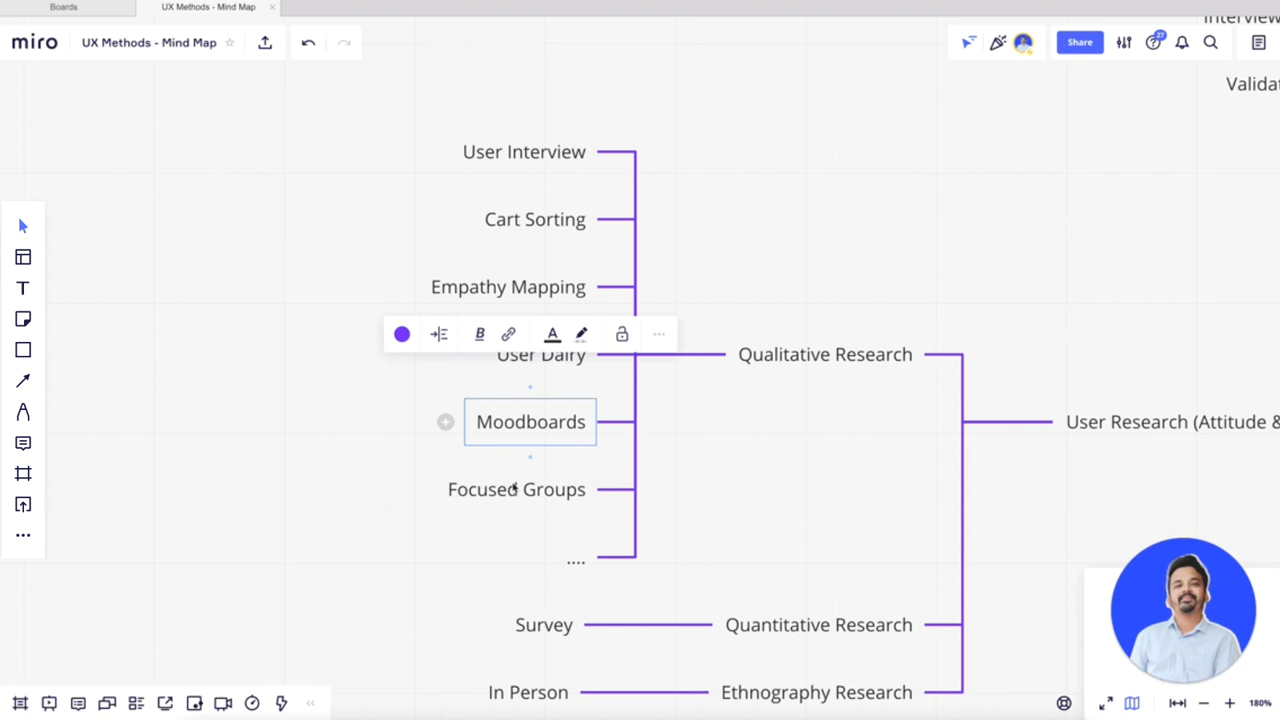 Boards
UX Methods - Mind Map
miro
UX Methods - Mind Map
27
Share
Interview
Validat
User Interview
Cart Sorting
Empathy Mapping
B
A
User Dairy
Qualitative Research
Moodboards
User Research (Attitude &
Focused Groups
....
Survey
Quantitative Research
In Person
Ethnography Research
180%